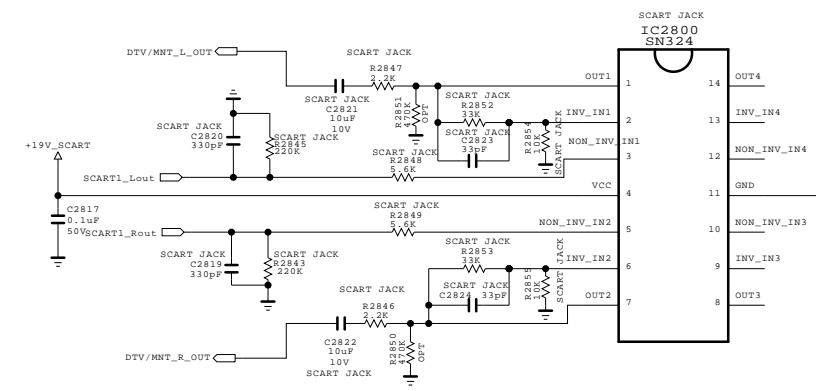 SCART JACK
IC2800
SN324
DTV/MNT_L_OUT
SCART JACK
R2847
2.2K
SCART JACK
C2821
10uF
10V
R2851
470K
OPT
SCART JACK
R2852
33K
SCART JACK
C2823
33pF
R2854
10K
SCART JACK
OUT1
1
14
OUT4
INV_IN1
2
13
INV_IN4
NON_INV_IN1
3
12
NON_INV_IN4
VCC
4
11
GND
NON_INV_IN2
5
10
NON_INV_IN3
INV_IN2
6
9
INV_IN3
OUT2
7
8
OUT3
SCART JACK
C2820
330pF
SCART JACK
R2845
220K
SCART JACK
R2848
5.6K
+19V_SCART
SCART1_Lout
C2817
0.1uF
50V
SCART1_Rout
SCART JACK
R2849
5.6K
SCART JACK
C2819
330pF
SCART JACK
R2843
220K
SCART JACK
R2853
33K
SCART JACK
C2824
33pF
R2855
10K
SCART JACK
SCART JACK
R2846
2.2K
C2822
10uF
10V
SCART JACK
R2850
470K
OPT
DTV/MNT_R_OUT